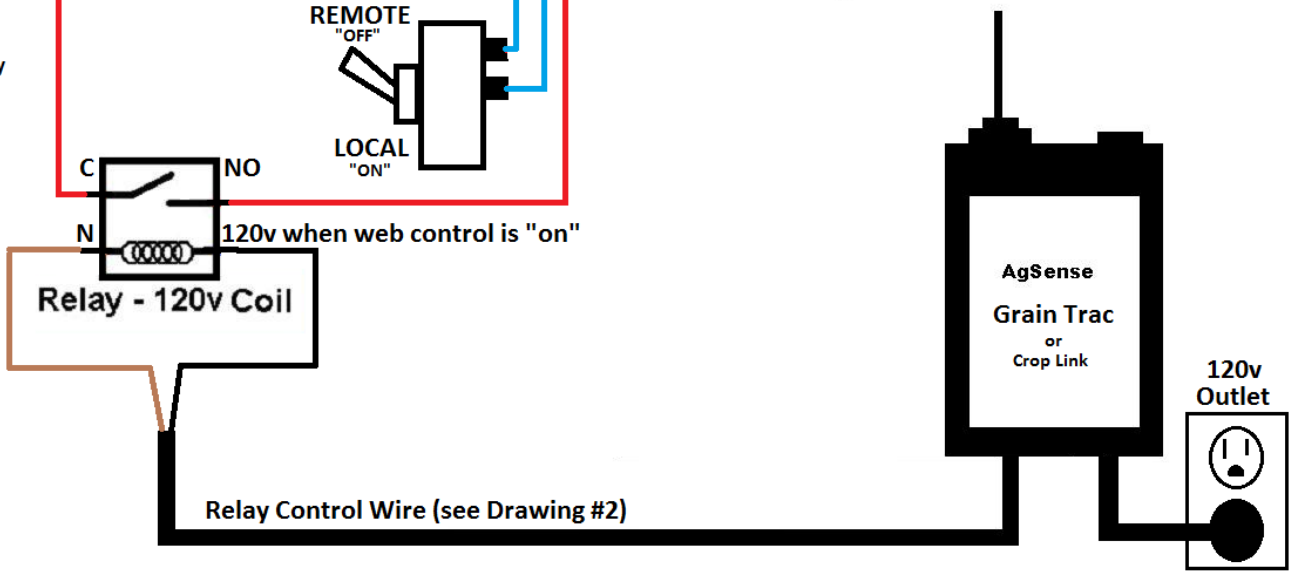 REMOTE
"OFF"
LOCAL
"ON"
C
NO
N
120v when web control is "on"
Relay - 120v Coil
AgSense
Grain Trac
or
Crop Link
120v
Outlet
Relay Control Wire (see Drawing #2)